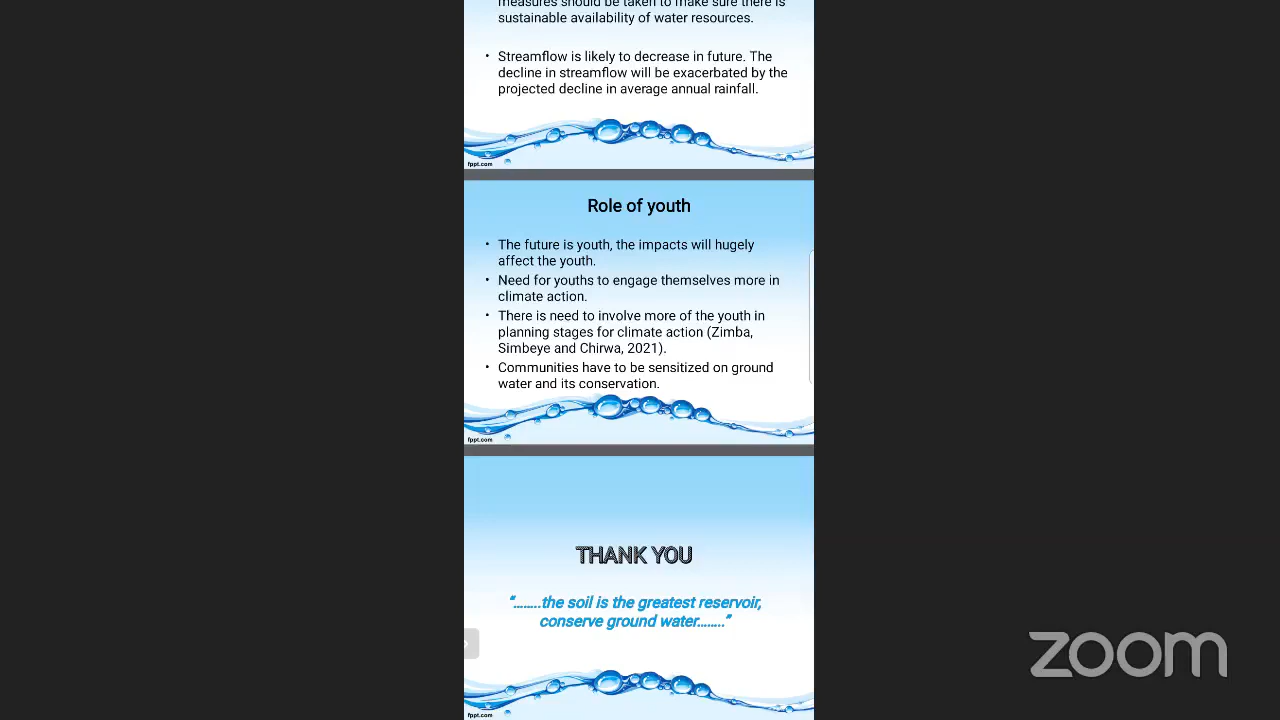 measures should be taken to make sure there is
sustainable availability of water resources.
• Streamflow is likely to decrease in future. The
decline in streamflow will be exacerbated by the
projected decline in average annual rainfall.
fppt.com
Role of youth
• The future is youth, the impacts will hugely
affect the youth.
• Need for youths to engage themselves more in
climate action.
• There is need to involve more of the youth in
planning stages for climate action (Zimba,
Simbeye and Chirwa, 2021).
• Communities have to be sensitized on ground
water and its conservation.
fppt.com
THANK YOU
"........the soil is the greatest reservoir,
conserve ground water........"
fppt.com
zoom